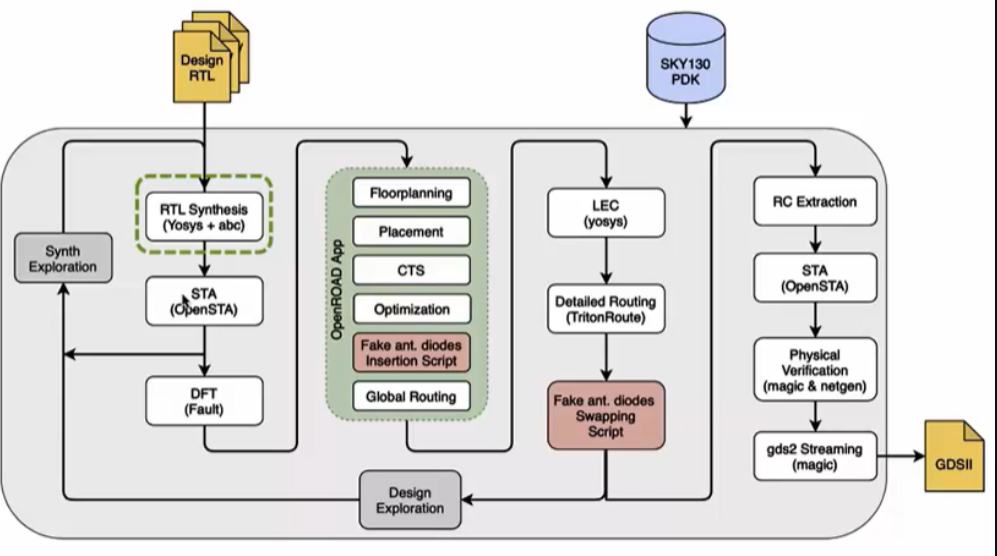 Design
RTL
SKY130
PDK
RTL Synthesis
(Yosys + abc)
Synth
Exploration
STA
(OpenSTA)
DFT
(Fault)
OpenROAD App
Floorplanning
Placement
CTS
Optimization
Fake ant. diodes
Insertion Script
Global Routing
LEC
(yosys)
Detailed Routing
(TritonRoute)
Fake ant. diodes
Swapping
Script
Design
Exploration
RC Extraction
STA
(OpenSTA)
Physical
Verification
(magic & netgen)
gds2 Streaming
(magic)
GDSII